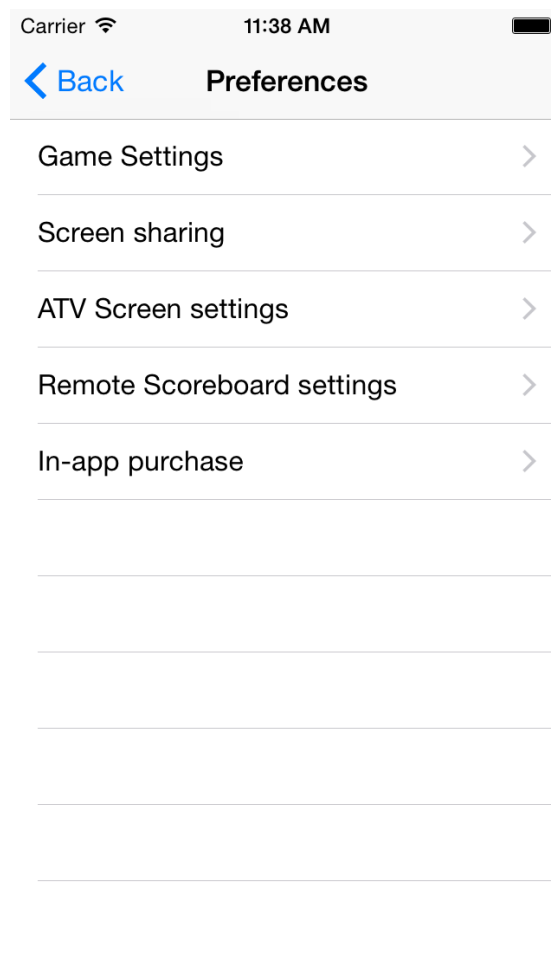 Carrier 11:38 AM
Back Preferences
Game Settings
Screen sharing
ATV Screen settings
Remote Scoreboard settings
In-app purchase